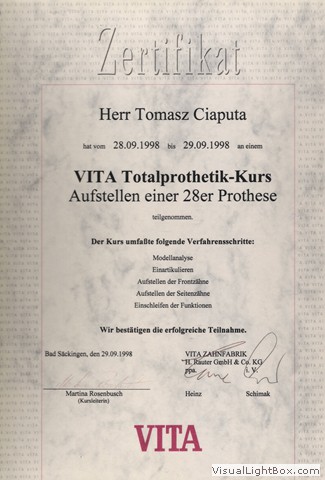 Zertifikat
Herr Tomasz Ciaputa
hat vom 28.09.1998 bis 29.09.1998 an einem
VITA Totalprothetik-Kurs
Aufstellen einer 28er Prothese
teilgenommen.
Der Kurs umfaßte folgende Verfahrensschritte:
Modellanalyse
Einartikulieren
Aufstellen der Frontzähne
Aufstellen der Seitenzähne
Einschleifen der Funktionen
Wir bestätigen die erfolgreiche Teilnahme.
Bad Säckingen, den 29.09.1998
VITA ZAHNFABRIK
H. Rauter GmbH & Co. KG
ppa. i. V.
Martina Rosenbusch
(Kursleiterin)
Heinz Schimak
VITA
VisualLightBox.com